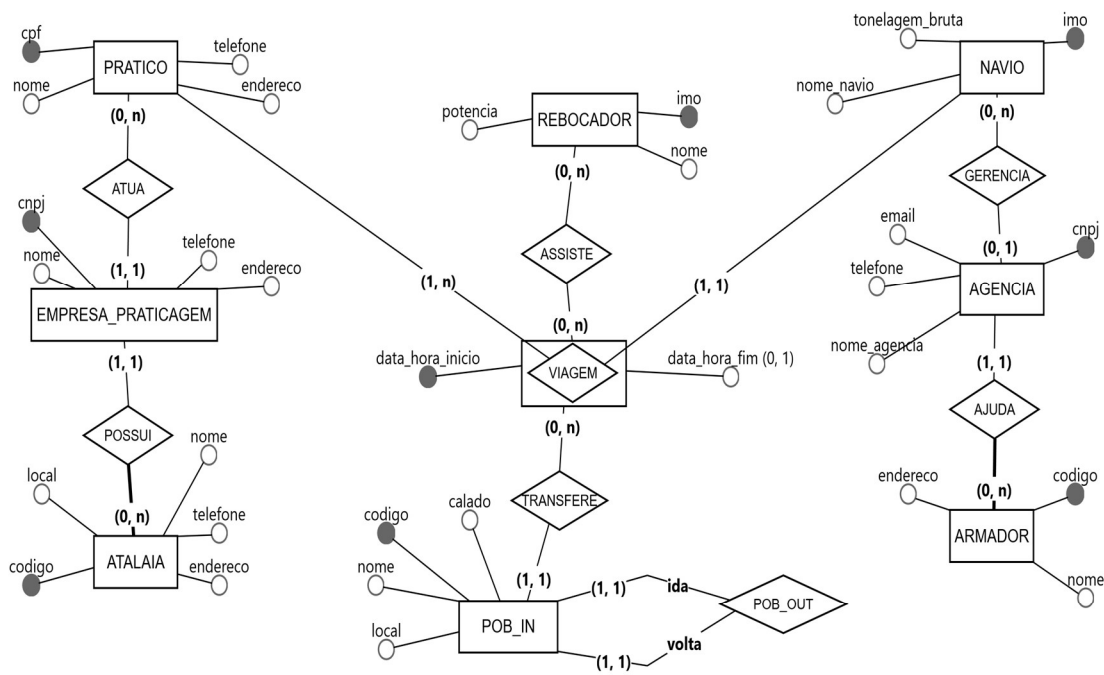 cpf
nome
PRATICO
telefone
endereco
(0, n)
ATUA
(1, 1)
cnpj
nome
telefone
endereco
EMPRESA_PRATICAGEM
(1, 1)
POSSUI
(0, n)
local
nome
telefone
codigo
ATALAIA
endereco
potencia
REBOCADOR
imo
nome
(0, n)
ASSISTE
(0, n)
(1, n)
(1, 1)
data_hora_inicio
VIAGEM
data_hora_fim (0, 1)
(0, n)
TRANSFERE
(1, 1)
codigo
calado
nome
local
POB_IN
(1, 1)
ida
POB_OUT
volta
(1, 1)
tonelagem_bruta
imo
NAVIO
nome_navio
(0, n)
GERENCIA
(0, 1)
email
cnpj
telefone
AGENCIA
nome_agencia
(1, 1)
AJUDA
(0, n)
endereco
codigo
ARMADOR
nome